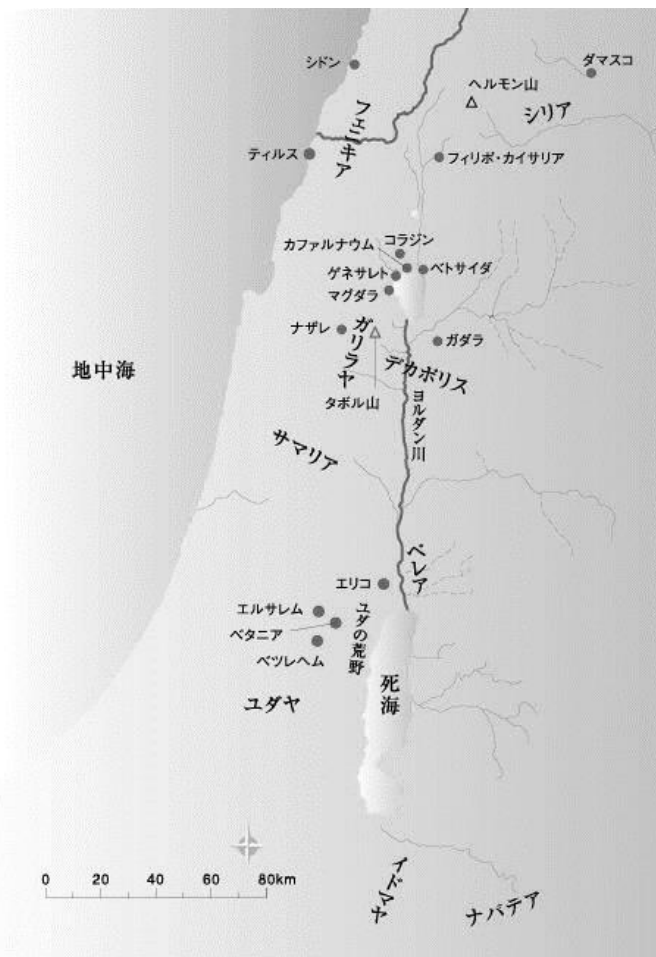 シドン
ダマスコ
ヘルモン山
シリア
フェニキア
ティルス
フィリポ・カイサリア
コラジン
カファルナウム
ベトサイダ
ゲネサレト
マグダラ
ナザレ
ガリラヤ
ガダラ
デカポリス
地中海
タボル山
ヨルダン川
サマリア
ペレア
エリコ
エルサレム
ベタニア
ユダの荒野
ベツレヘム
死海
ユダヤ
0 20 40 60 80km
イドマヤ
ナバテア